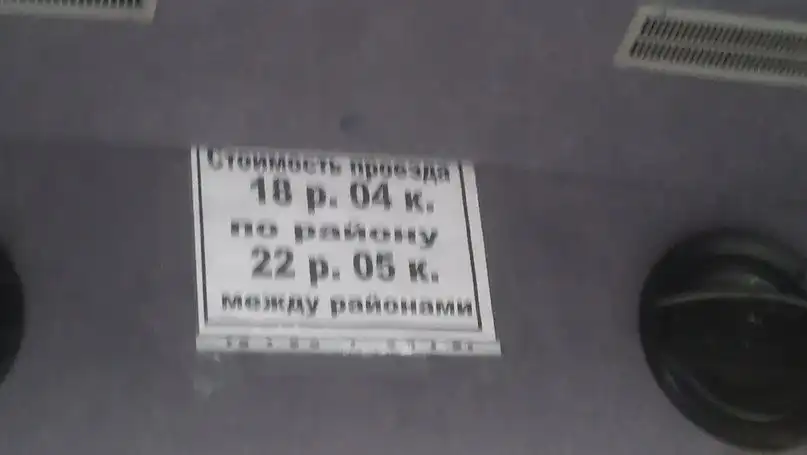 Стоимость проезда
18 р. 04 к.
по району
22 р. 05 к.
между районами